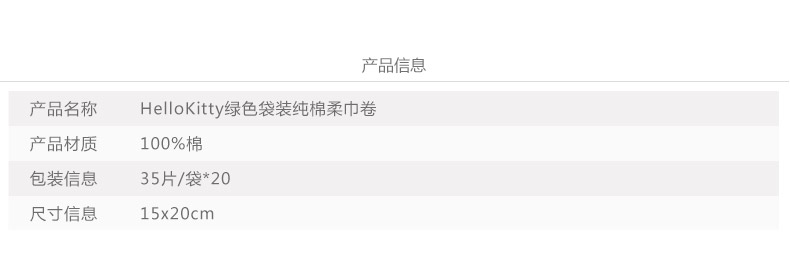 产品信息
产品名称 HelloKitty绿色袋装纯棉柔巾卷
产品材质 100%棉
包装信息 35片/袋*20
尺寸信息 15x20cm